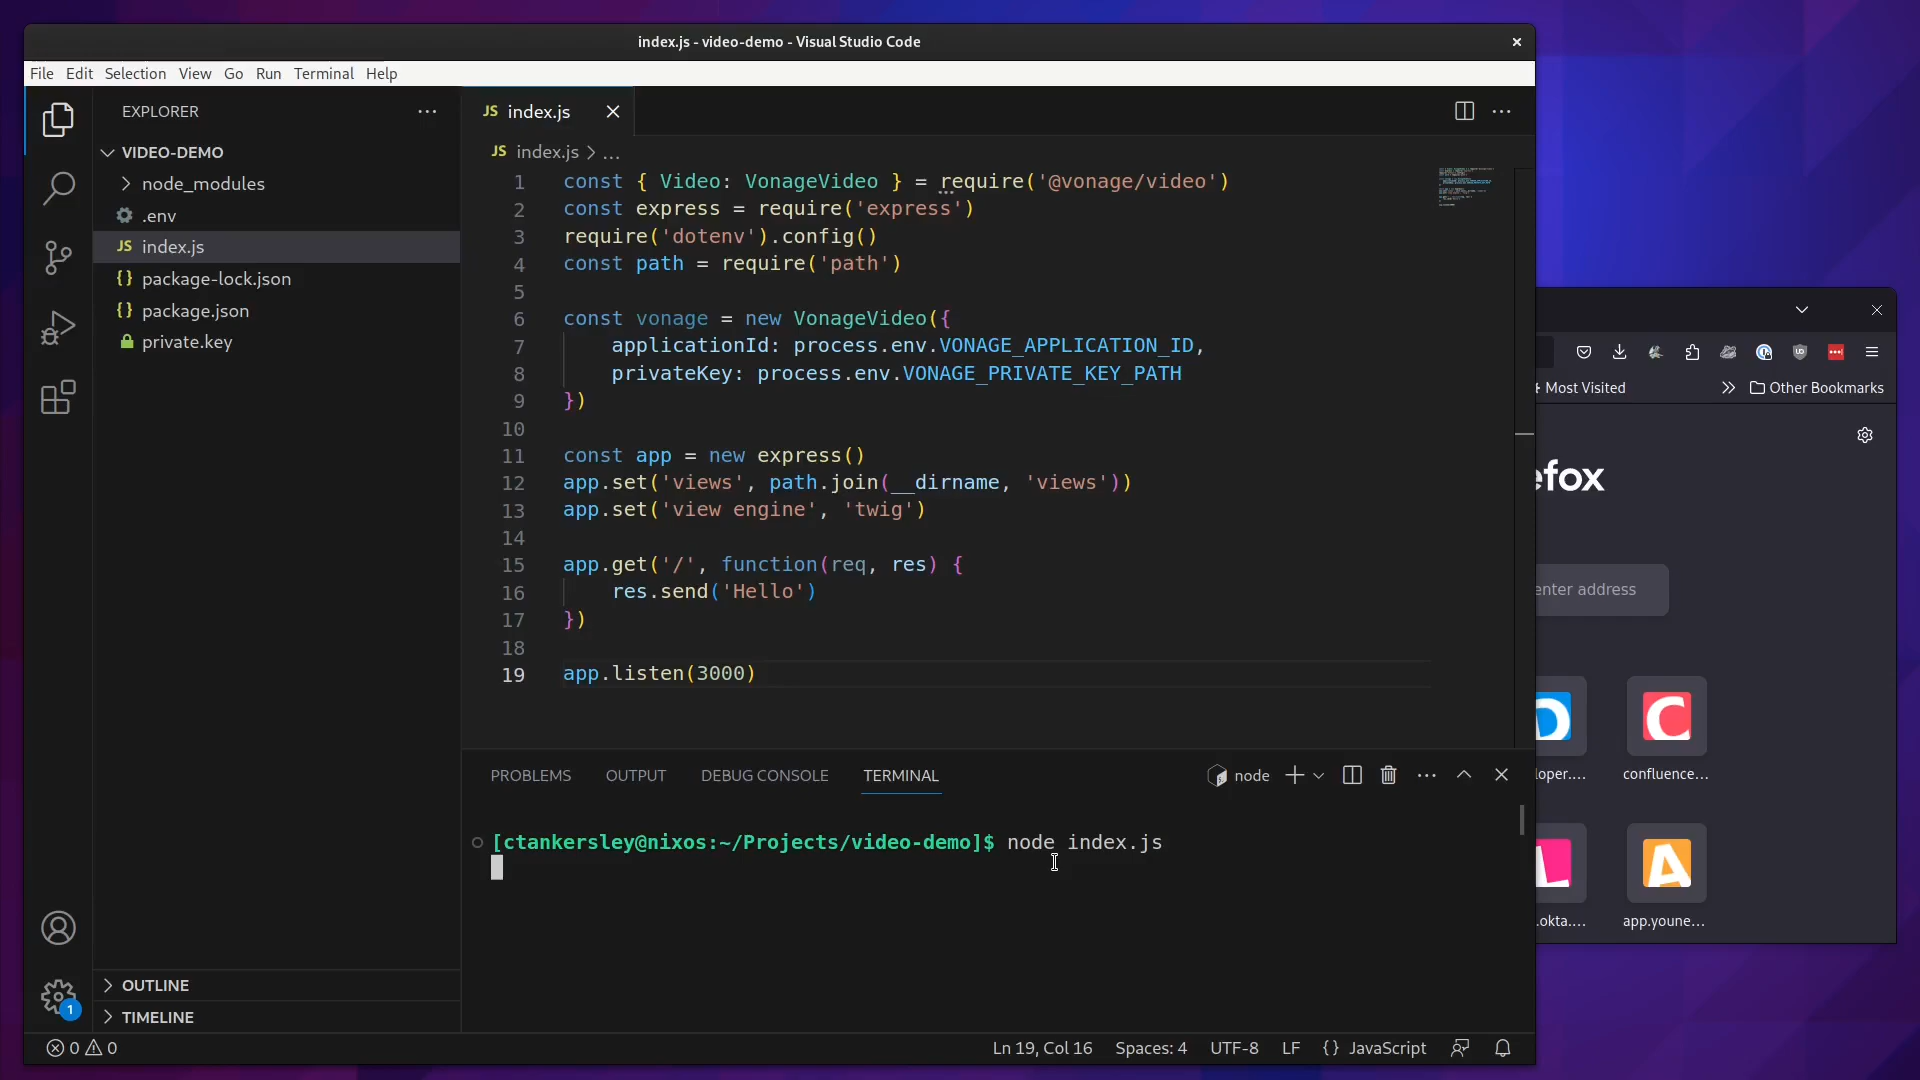 index.js - video-demo - Visual Studio Code
File Edit Selection View Go Run Terminal Help
EXPLORER
VIDEO-DEMO
node_modules
.env
JS index.js
{} package-lock.json
{} package.json
private.key
OUTLINE
TIMELINE
JS index.js
JS index.js > ...
1 const { Video: VonageVideo } = require('@vonage/video')
2 const express = require('express')
3 require('dotenv').config()
4 const path = require('path')
5
6 const vonage = new VonageVideo({
7 applicationId: process.env.VONAGE_APPLICATION_ID,
8 privateKey: process.env.VONAGE_PRIVATE_KEY_PATH
9 })
10
11 const app = new express()
12 app.set('views', path.join(__dirname, 'views'))
13 app.set('view engine', 'twig')
14
15 app.get('/', function(req, res) {
16 res.send('Hello')
17 })
18
19 app.listen(3000)
PROBLEMS OUTPUT DEBUG CONSOLE TERMINAL
node
[ctankersley@nixos:~/Projects/video-demo]$ node index.js
1
0 0
Ln 19, Col 16 Spaces: 4 UTF-8 LF {} JavaScript
Most Visited
Other Bookmarks
efox
enter address
D C
loper.... confluence...
L A
.okta.... app.youne...